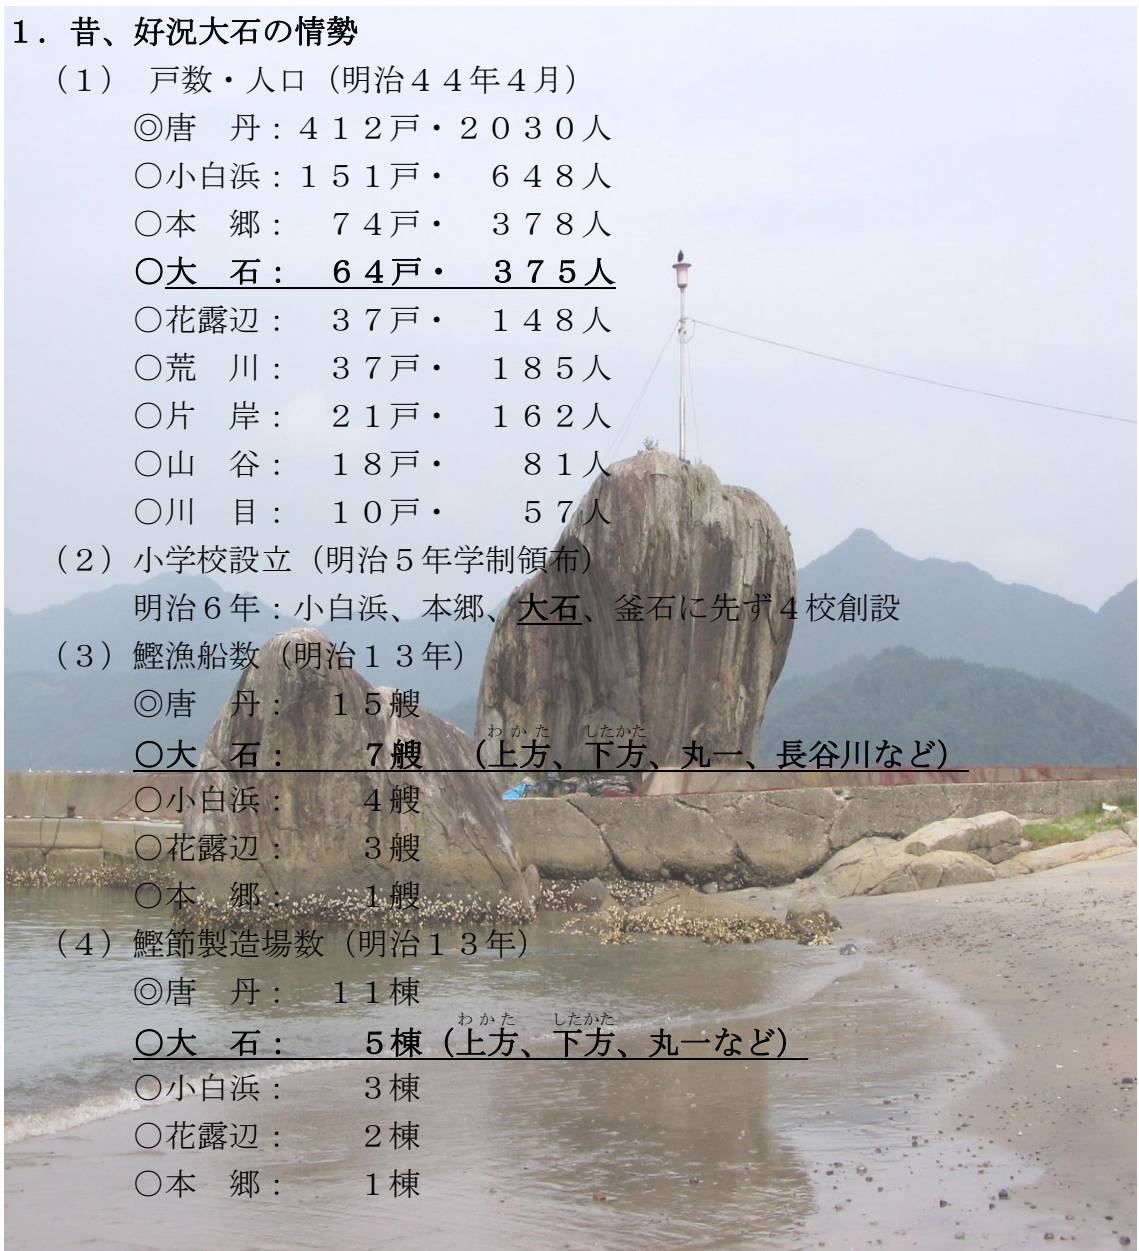 １．昔、好況大石の情勢
（１）　戸数・人口（明治４４年４月）
◎唐　丹：４１２戸・２０３０人
○小白浜：１５１戸・　６４８人
○本　郷：　７４戸・　３７８人
○大　石：　６４戸・　３７５人
○花露辺：　３７戸・　１４８人
○荒　川：　３７戸・　１８５人
○片　岸：　２１戸・　１６２人
○山　谷：　１８戸・　　８１人
○川　目：　１０戸・　　５７人
（２）小学校設立（明治５年学制領布）
明治６年：小白浜、本郷、大石、釜石に先ず４校創設
（３）鰹漁船数（明治１３年）
◎唐　丹：　１５艘
わかた　したかた
○大　石：　　７艘　（上方、下方、丸一、長谷川など）
○小白浜：　　４艘
○花露辺：　　３艘
○本　郷：　　１艘
（４）鰹節製造場数（明治１３年）
◎唐　丹：　１１棟
わかた　したかた
○大　石：　　５棟（上方、下方、丸一など）
○小白浜：　　３棟
○花露辺：　　２棟
○本　郷：　　１棟